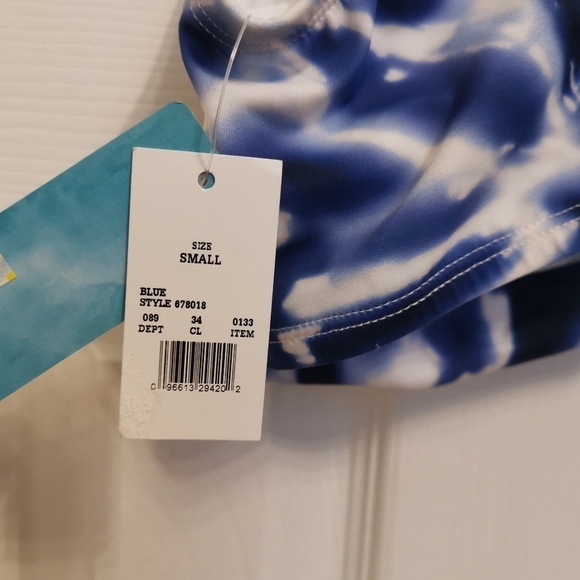 SIZE
SMALL
BLUE
STYLE 678018
089 34 0133
DEPT CL ITEM
0 96613 29420 2